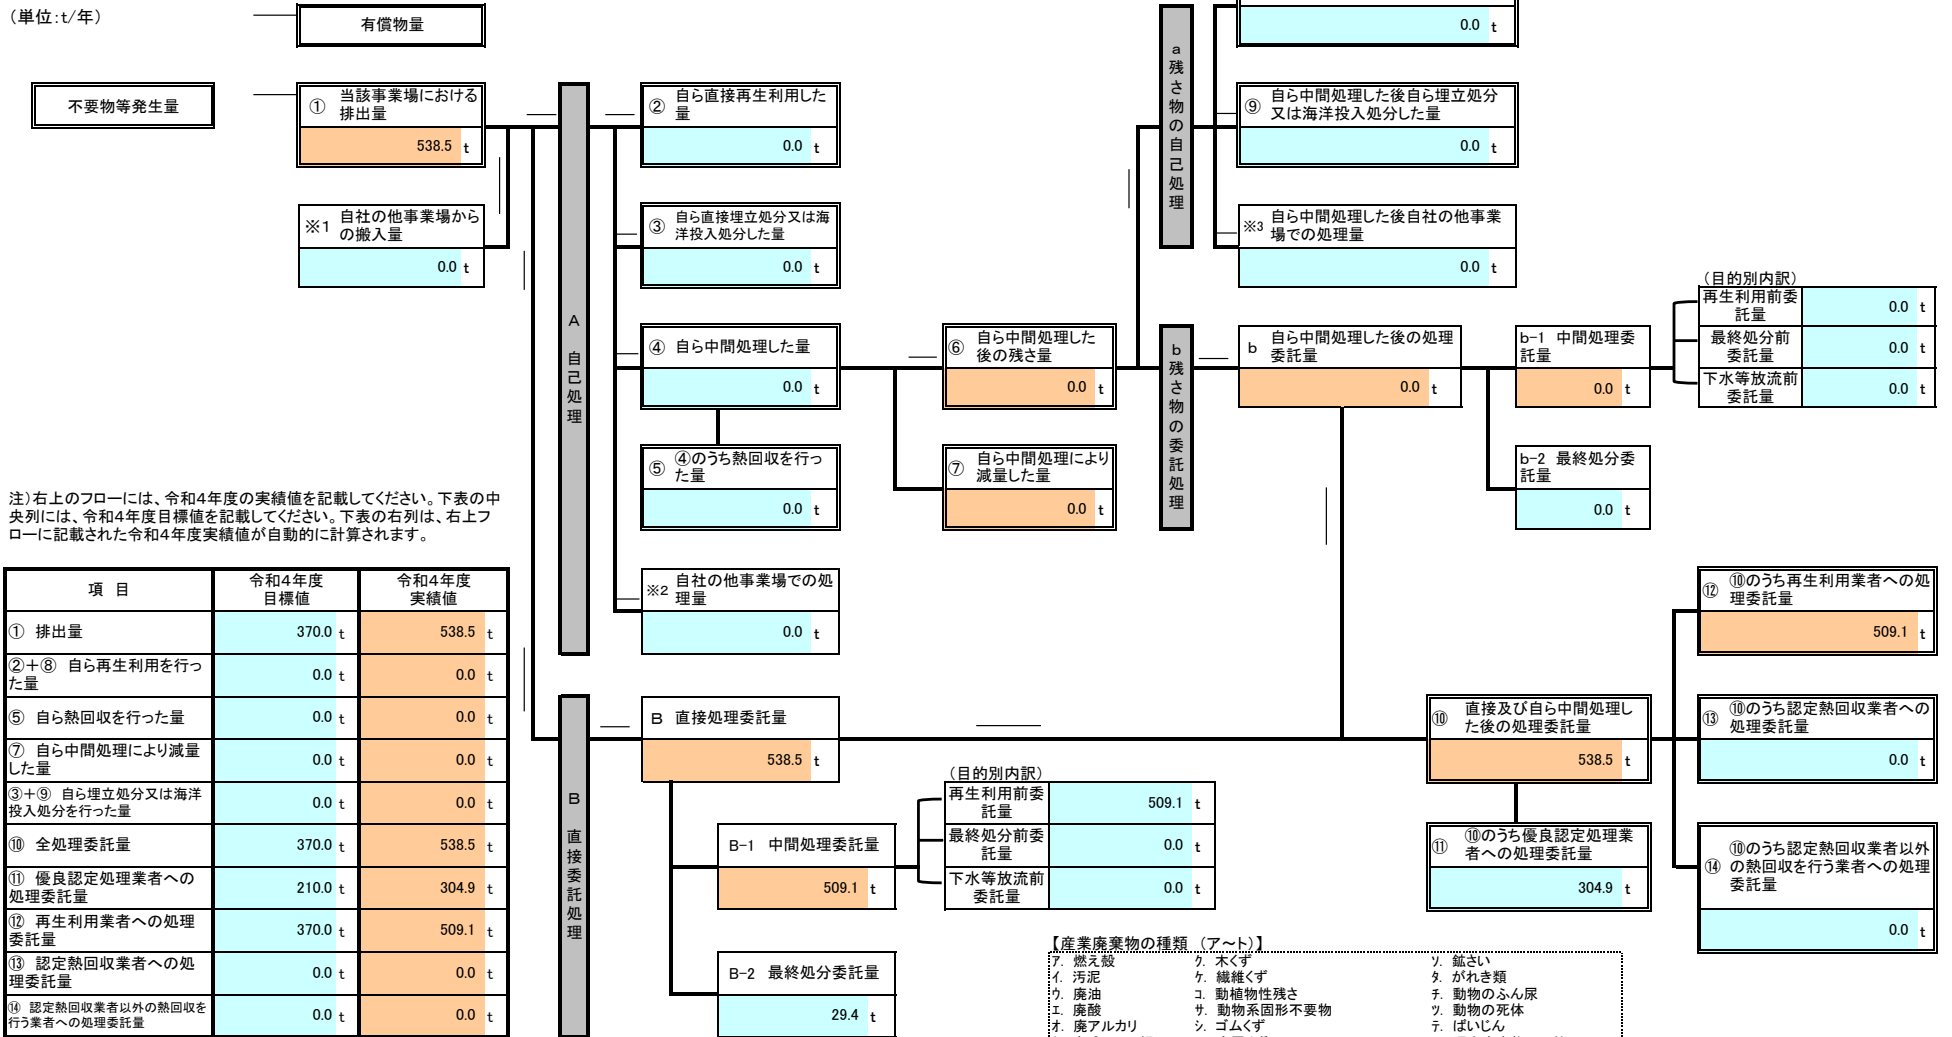 (単位:t/年)
有償物量
0.0 t
不要物等発生量
① 当該事業場における
排出量
538.5 t
※1 自社の他事業場から
の搬入量
0.0 t
A 自己処理
② 自ら直接再生利用した
量
0.0 t
③ 自ら直接埋立処分又は海
洋投入処分した量
0.0 t
④ 自ら中間処理した量
0.0 t
⑤ ④のうち熱回収を行っ
た量
0.0 t
※2 自社の他事業場での処
理量
0.0 t
⑥ 自ら中間処理した
後の残さ量
0.0 t
⑦ 自ら中間処理により
減量した量
0.0 t
a 残さ物の自己処理
⑨ 自ら中間処理した後自ら埋立処分
又は海洋投入処分した量
0.0 t
※3 自ら中間処理した後自社の他事業
場での処理量
0.0 t
b 残さ物の委託処理
b 自ら中間処理した後の処理
委託量
0.0 t
b-1 中間処理委
託量
0.0 t
(目的別内訳)
再生利用前委
託量
0.0 t
最終処分前
委託量
0.0 t
下水等放流前
委託量
0.0 t
b-2 最終処分委
託量
0.0 t
注)右上のフローには、令和4年度の実績値を記載してください。下表の中
央列には、令和4年度目標値を記載してください。下表の右列は、右上フ
ローに記載された令和4年度実績値が自動的に計算されます。
項 目
令和4年度
目標値
令和4年度
実績値
① 排出量
370.0 t
538.5 t
②+⑧ 自ら再生利用を行っ
た量
0.0 t
0.0 t
⑤ 自ら熱回収を行った量
0.0 t
0.0 t
⑦ 自ら中間処理により減量
した量
0.0 t
0.0 t
③+⑨ 自ら埋立処分又は海洋
投入処分を行った量
0.0 t
0.0 t
⑩ 全処理委託量
370.0 t
538.5 t
⑪ 優良認定処理業者への
処理委託量
210.0 t
304.9 t
⑫ 再生利用業者への処理
委託量
370.0 t
509.1 t
⑬ 認定熱回収業者への処
理委託量
0.0 t
0.0 t
⑭ 認定熱回収業者以外の熱回収を
行う業者への処理委託量
0.0 t
0.0 t
B 直接委託処理
B 直接処理委託量
538.5 t
B-1 中間処理委託量
509.1 t
(目的別内訳)
再生利用前委
託量
509.1 t
最終処分前委
託量
0.0 t
下水等放流前
委託量
0.0 t
B-2 最終処分委託量
29.4 t
⑩ 直接及び自ら中間処理し
た後の処理委託量
538.5 t
⑪ ⑩のうち優良認定処理業
者への処理委託量
304.9 t
⑫ ⑩のうち再生利用業者への処
理委託量
509.1 t
⑬ ⑩のうち認定熱回収業者への
処理委託量
0.0 t
⑭ ⑩のうち認定熱回収業者以外
の熱回収を行う業者への処理
委託量
0.0 t
【産業廃棄物の種類 (ア~ト)】
ア. 燃え殻 ク. 木くず ソ. 鉱さい
イ. 汚泥 ケ. 繊維くず タ. がれき類
ウ. 廃油 コ. 動植物性残さ チ. 動物のふん尿
エ. 廃酸 サ. 動物系固形不要物 ツ. 動物の死体
オ. 廃アルカリ シ. ゴムくず テ. ばいじん